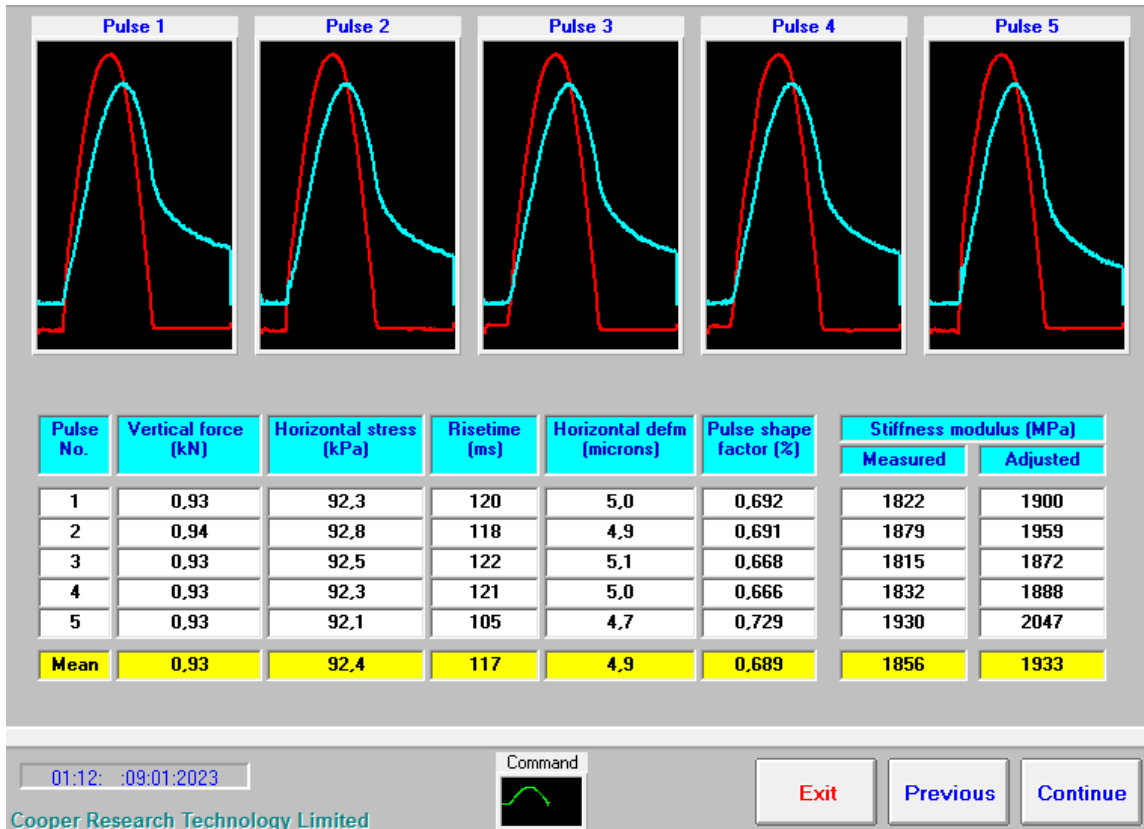 Pulse 1 Pulse 2 Pulse 3 Pulse 4 Pulse 5
Pulse No. Vertical force (kN) Horizontal stress (kPa) Risetime (ms) Horizontal defm (microns) Pulse shape factor (%) Stiffness modulus (MPa)
Measured Adjusted
1 0,93 92,3 120 5,0 0,692 1822 1900
2 0,94 92,8 118 4,9 0,691 1879 1959
3 0,93 92,5 122 5,1 0,668 1815 1872
4 0,93 92,3 121 5,0 0,666 1832 1888
5 0,93 92,1 105 4,7 0,729 1930 2047
Mean 0,93 92,4 117 4,9 0,689 1856 1933
Command
01:12: :09:01:2023
Exit Previous Continue
Cooper Research Technology Limited